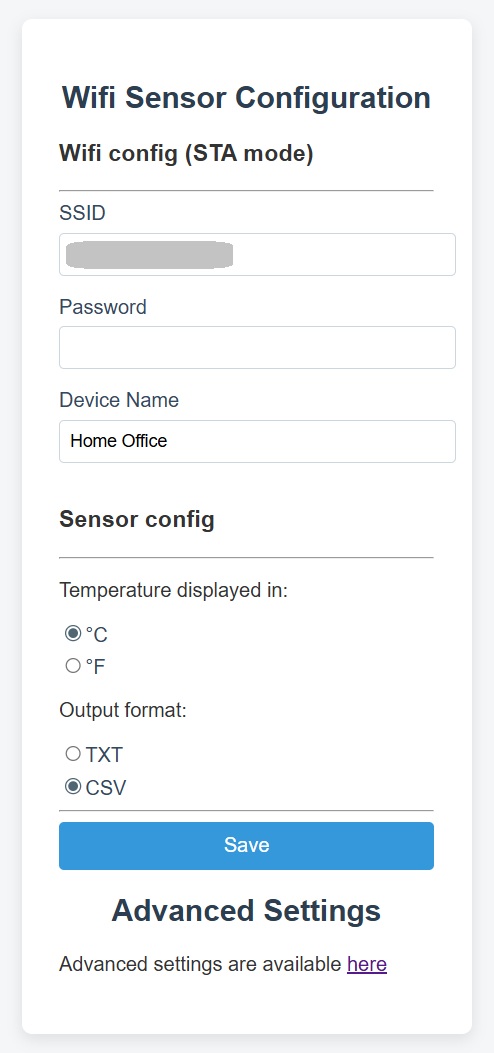 Wifi Sensor Configuration
Wifi config (STA mode)
SSID
Password
Device Name
Home Office
Sensor config
Temperature displayed in:
°C
°F
Output format:
TXT
CSV
Save
Advanced Settings
Advanced settings are available here